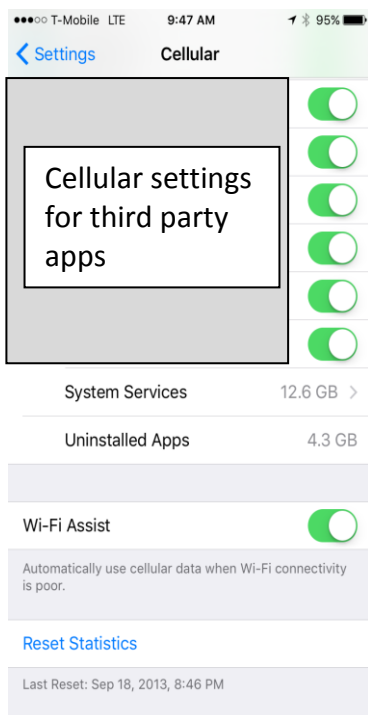 T-Mobile LTE 9:47 AM 95%
Settings Cellular
Cellular settings
for third party
apps
System Services 12.6 GB
Uninstalled Apps 4.3 GB
Wi-Fi Assist
Automatically use cellular data when Wi-Fi connectivity
is poor.
Reset Statistics
Last Reset: Sep 18, 2013, 8:46 PM